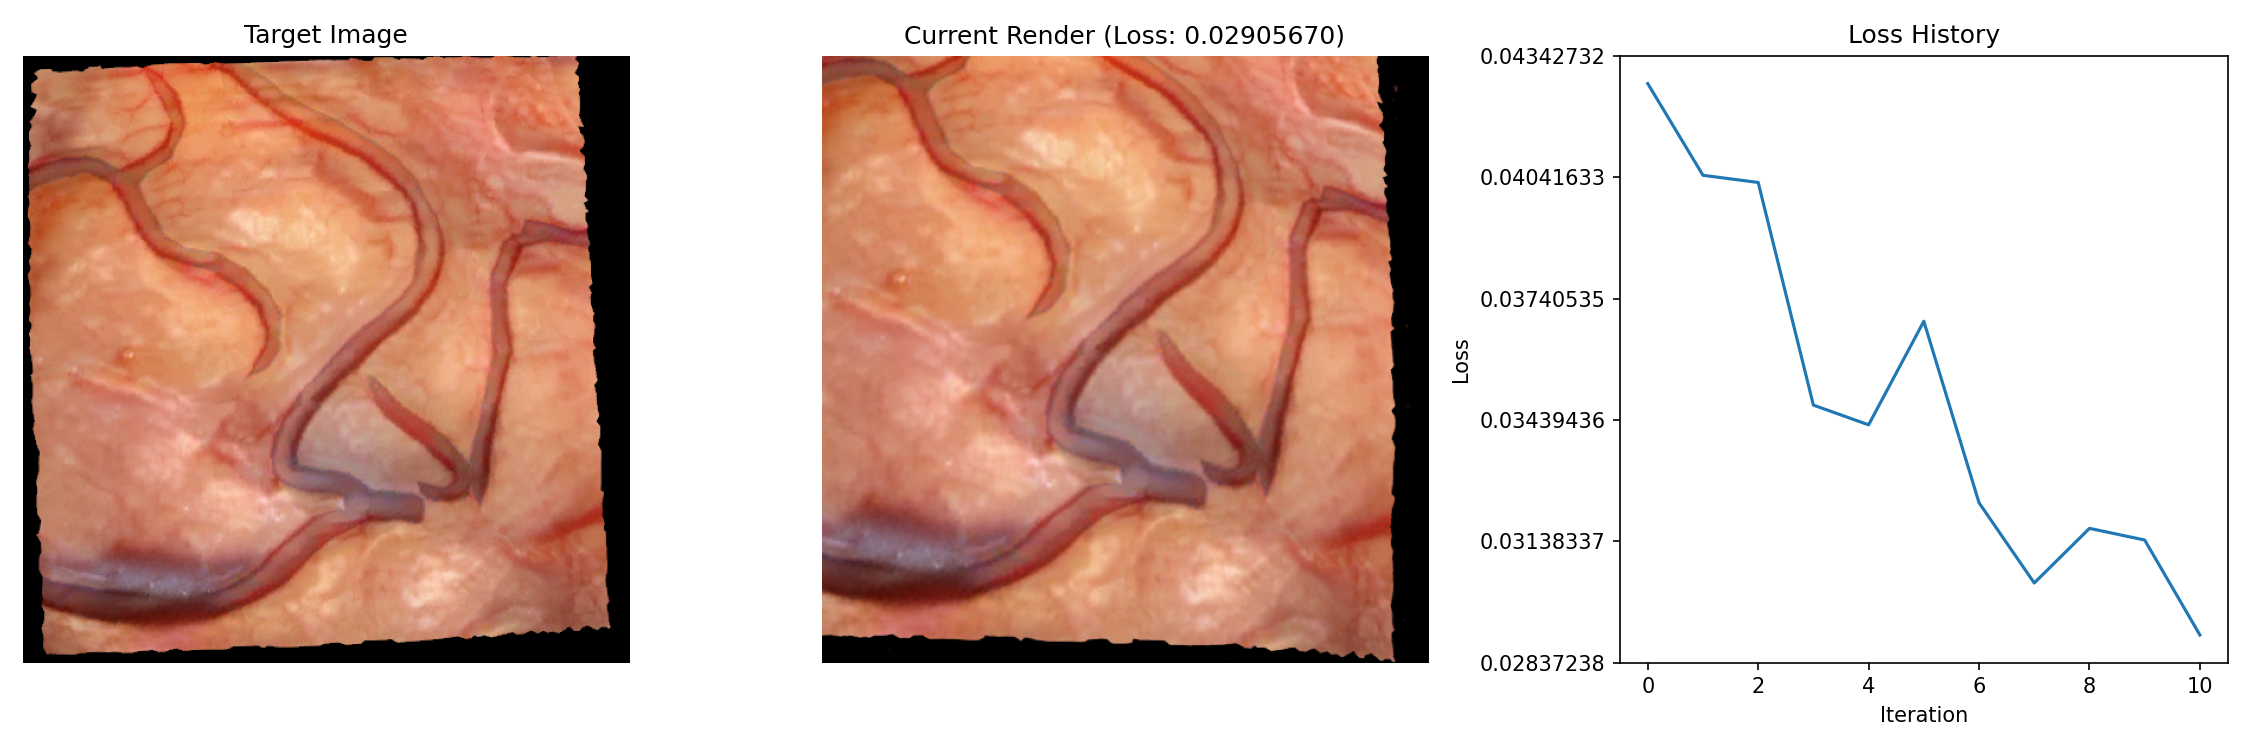 Target Image
Current Render (Loss: 0.02905670)
Loss History
0.04342732
0.04041633
0.03740535
0.03439436
0.03138337
0.02837238
Loss
0 2 4 6 8 10
Iteration